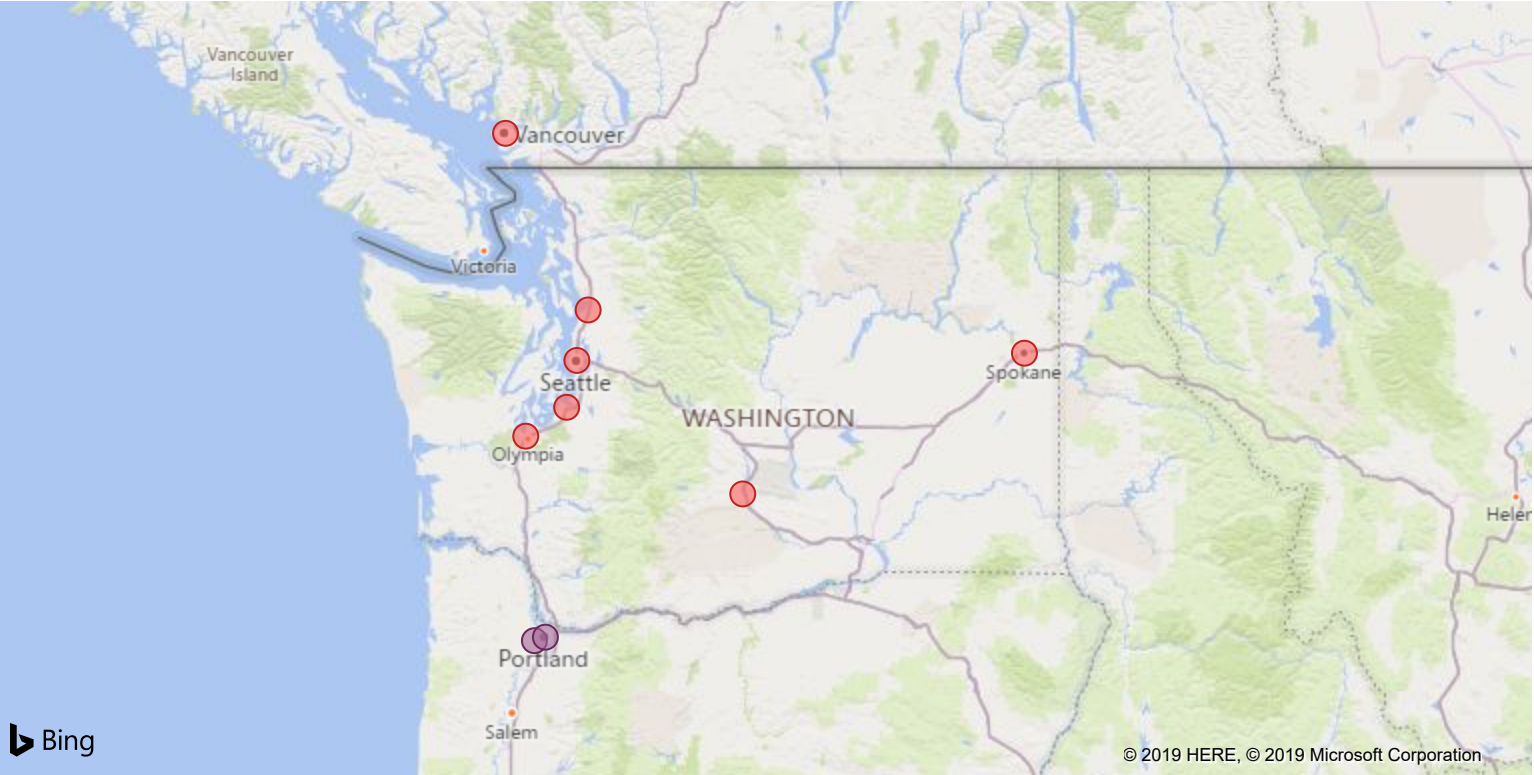 Vancouver
Island
Vancouver
Victoria
Seattle
Spokane
WASHINGTON
Olympia
Helen
Portland
Salem
Bing
© 2019 HERE, © 2019 Microsoft Corporation